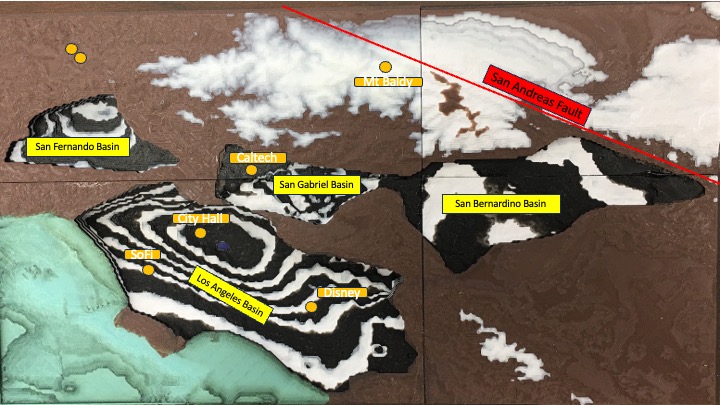 Mt Baldy
San Andreas Fault
San Fernando Basin
Caltech
San Gabriel Basin
San Bernardino Basin
City Hall
SoFi
Los Angeles Basin
Disney